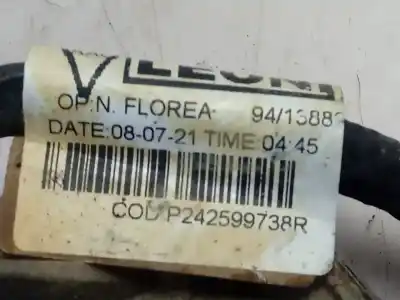 LEONI
OP:N. FLOREA 94/13883
DATE:08-07-21 TIME:04:45
COD:P242599738R